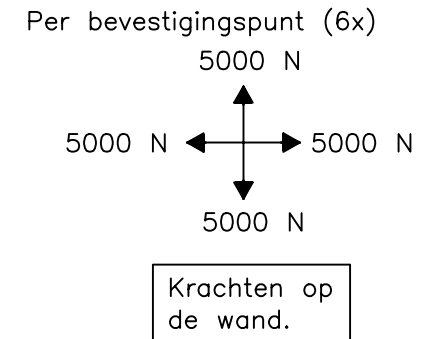 Per bevestigingspunt (6x)
5000 N
5000 N
5000 N
5000 N
Krachten op
de wand.